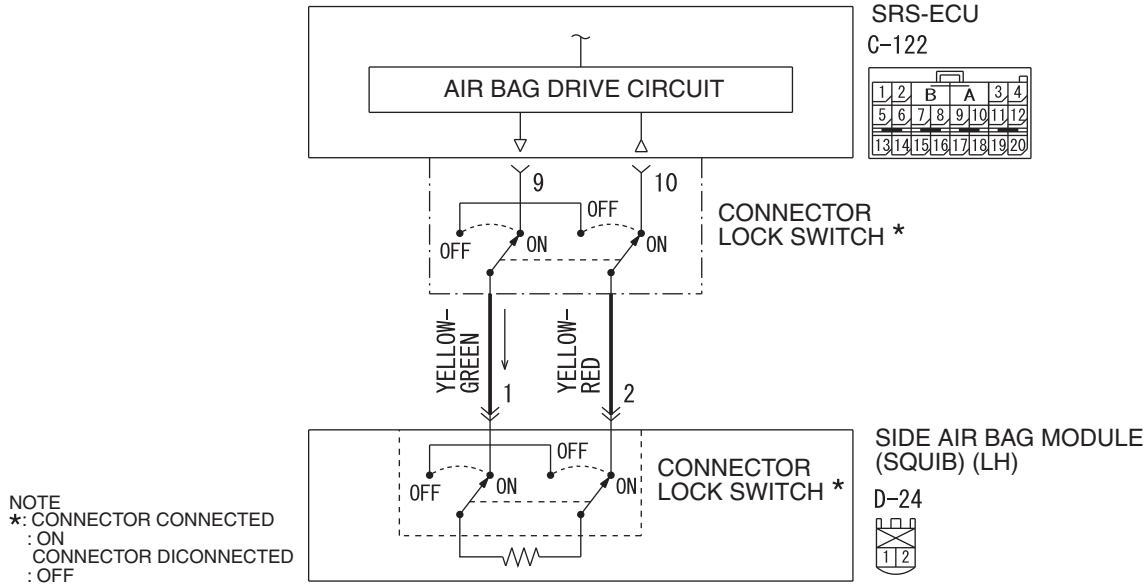 SRS-ECU
C-122
AIR BAG DRIVE CIRCUIT
1 2 B A 3 4
5 6 7 8 9 10 11 12
13 14 15 16 17 18 19 20
9 10
OFF
CONNECTOR
LOCK SWITCH *
OFF ON ON
YELLOW-
GREEN
YELLOW-
RED
1 2
SIDE AIR BAG MODULE
(SQUIB) (LH)
OFF
CONNECTOR
LOCK SWITCH *
OFF ON ON
D-24
1 2
NOTE
*: CONNECTOR CONNECTED
: ON
CONNECTOR DICONNECTED
: OFF